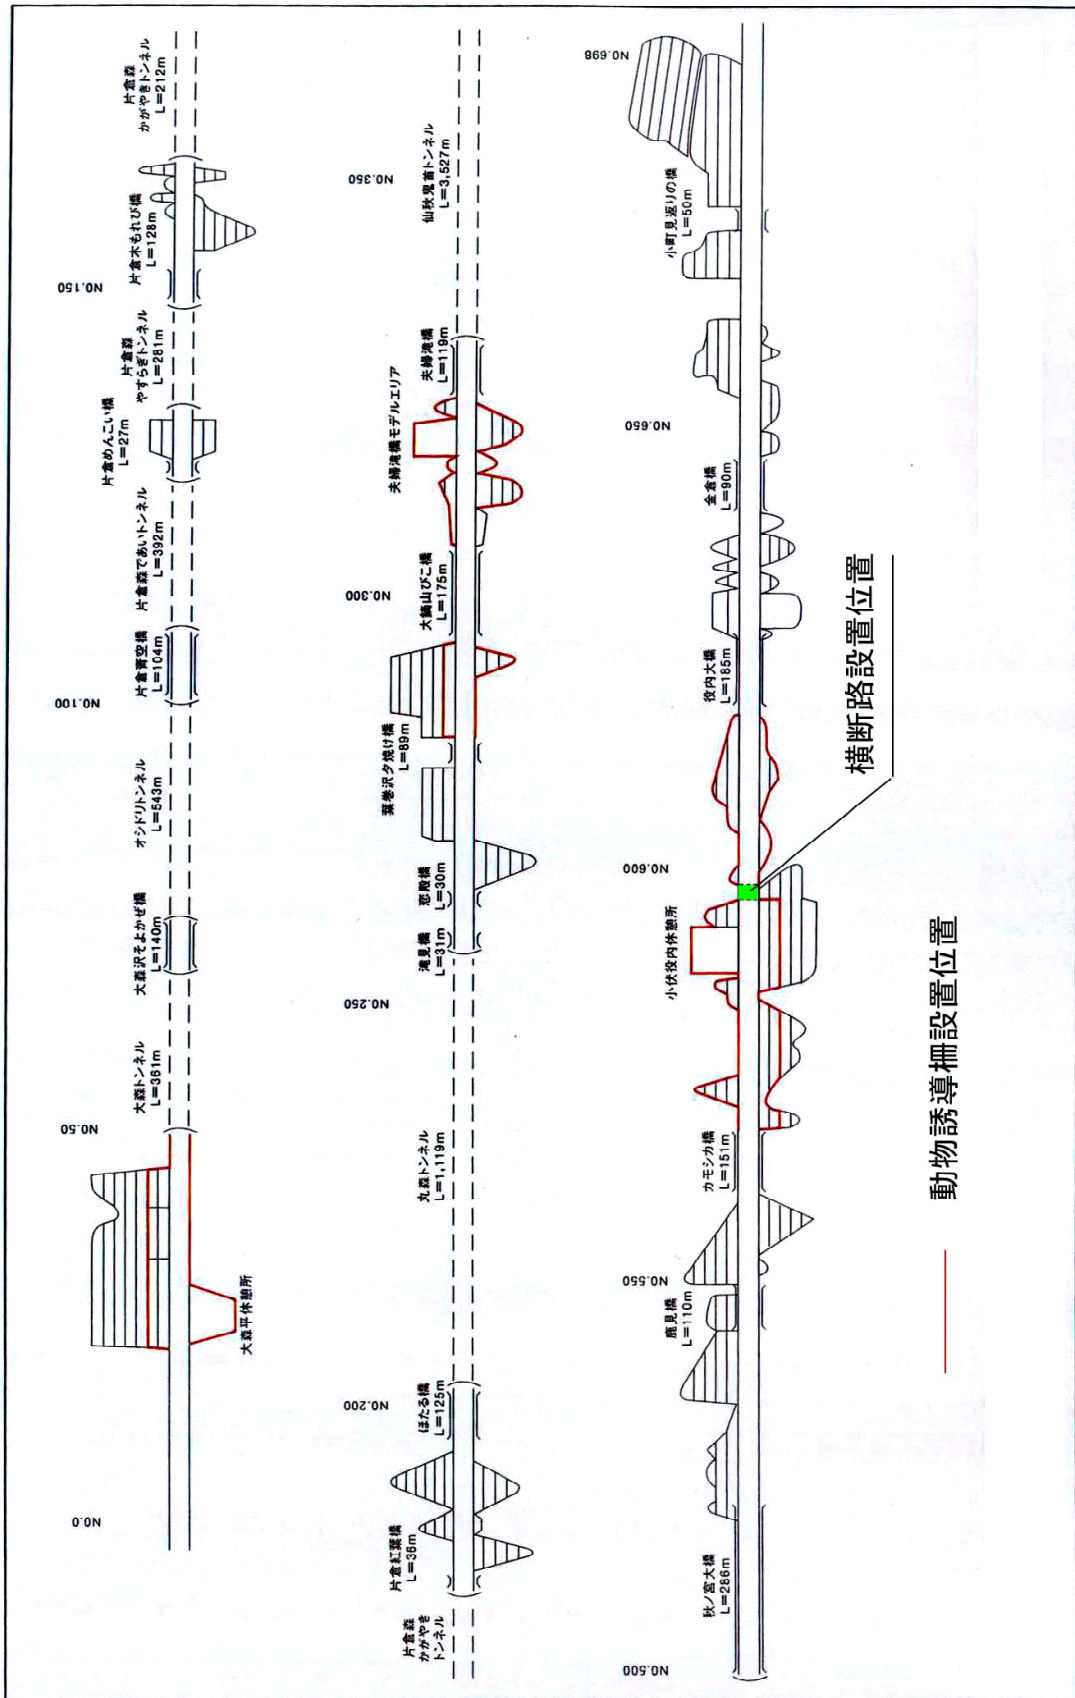 NO.0
大森平休憩所
NO.50
大森トンネル
L=361m
大森沢そよかぜ橋
L=140m
オシドリトンネル
L=543m
NO.100
片倉青空橋
L=104m
片倉森であいトンネル
L=392m
片倉めんこい橋
L=27m
片倉森
やすらぎトンネル
L=281m
NO.150
片倉木もれび橋
L=128m
片倉森
かがやきトンネル
L=212m
片倉森
かがやき
トンネル
片倉紅葉橋
L=36m
NO.200
ほたる橋
L=125m
丸森トンネル
L=1,119m
NO.250
滝見橋
L=31m
恋殿橋
L=30m
葉巻沢夕焼け橋
L=89m
NO.300
大鏑山びこ橋
L=175m
夫婦滝橋モデルエリア
夫婦滝橋
L=119m
NO.350
仙秋鬼首トンネル
L=3,527m
NO.500
秋ノ宮大橋
L=286m
鹿見橋
L=110m
NO.550
カモシカ橋
L=151m
小伏役内休憩所
NO.600
役内大橋
L=185m
金倉橋
L=90m
NO.650
小町見返りの橋
L=50m
NO.698
横断路設置位置
動物誘導柵設置位置